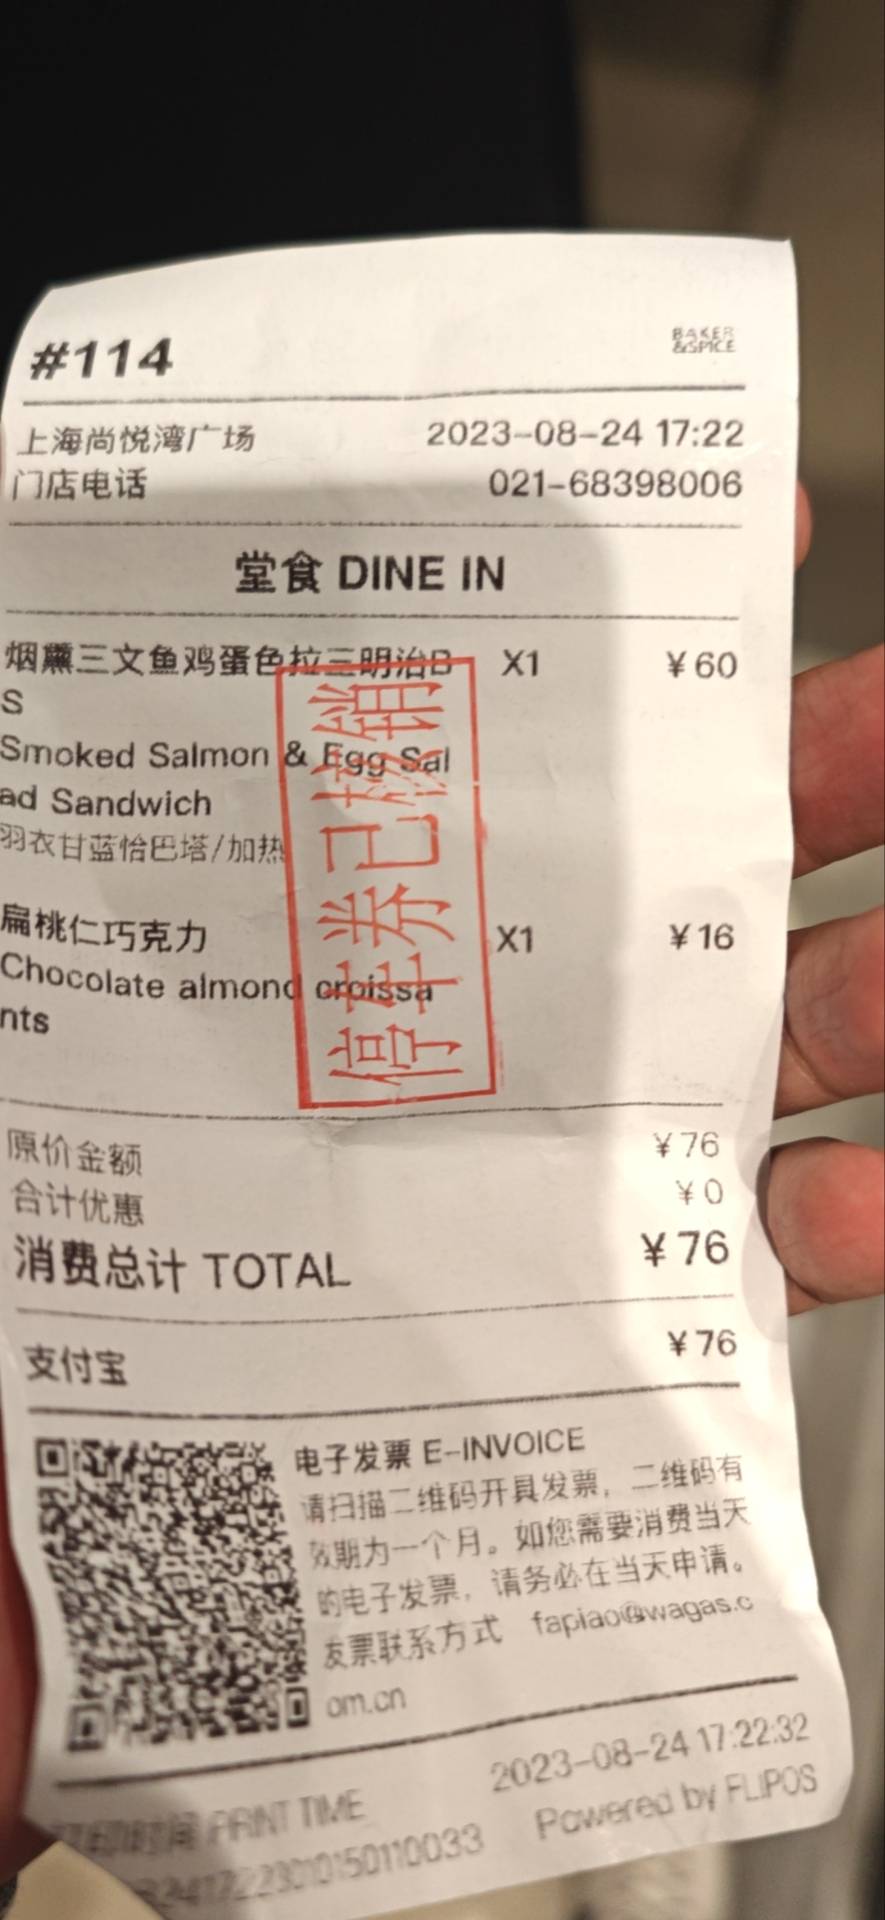 #114
BAKER
&SPICE
上海尚悦湾广场 2023-08-24 17:22
门店电话 021-68398006
堂食 DINE IN
烟薰三文鱼鸡蛋色拉三明治B X1 ¥60
S
Smoked Salmon & Egg Sal
ad Sandwich
羽衣甘蓝恰巴塔/加热
扁桃仁巧克力 X1 ¥16
Chocolate almond croissa
nts
停车券已核销
原价金额 ¥76
合计优惠 ¥0
消费总计 TOTAL ¥76
支付宝 ¥76
电子发票 E-INVOICE
请扫描二维码开具发票，二维码有
效期为一个月。如您需要消费当天
的电子发票，请务必在当天申请。
发票联系方式 fapiao@wagas.c
om.cn
打印时间 PRINT TIME 2023-08-24 17:22:32
Powered by FLIPOS